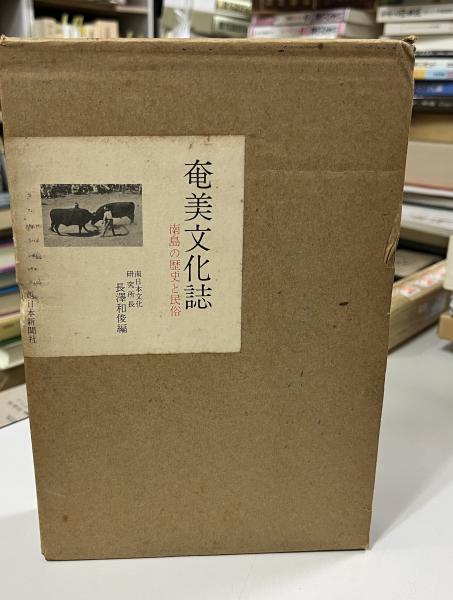 奄美文化誌
南島の歴史と民俗
南日本文化
研究所長
長澤和俊編
西日本新聞社